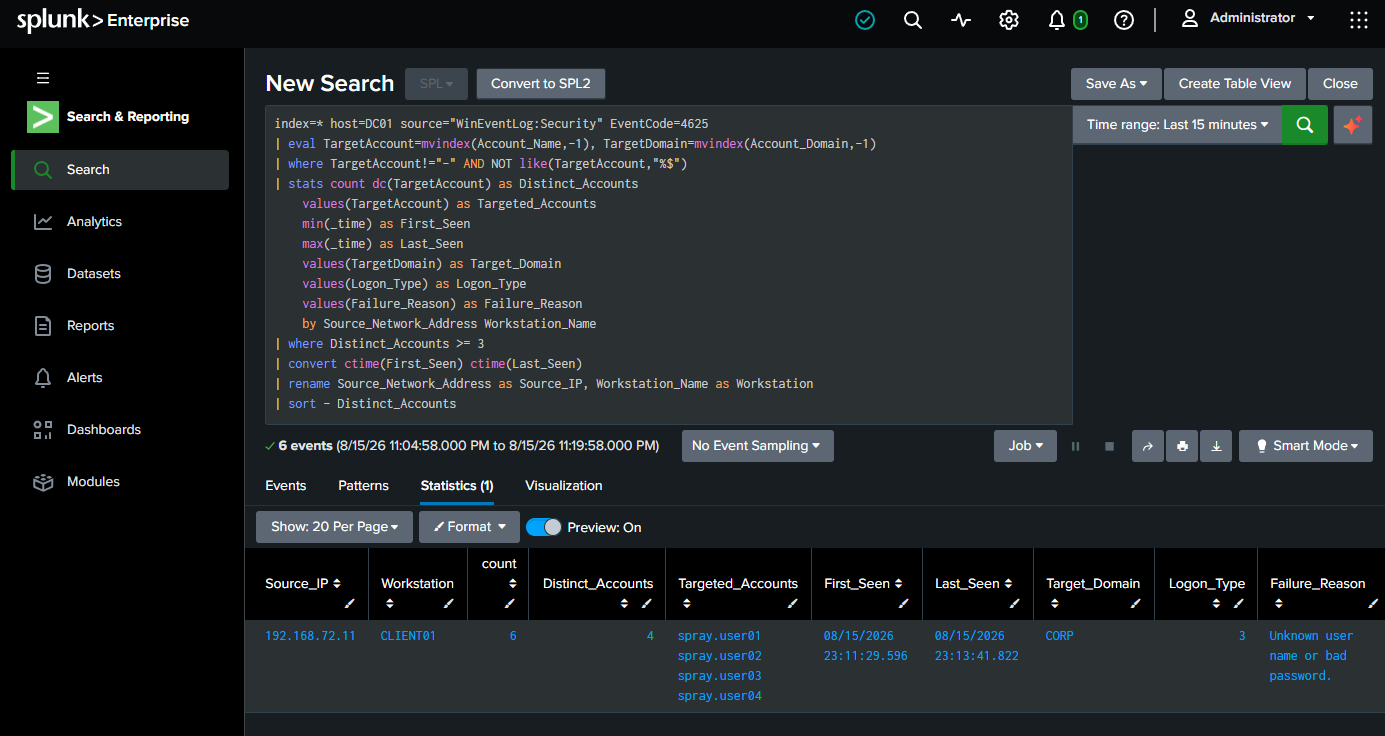 splunk> Enterprise
1
Administrator
Search & Reporting
Search
Analytics
Datasets
Reports
Alerts
Dashboards
Modules
New Search
SPL
Convert to SPL2
Save As
Create Table View
Close
index=* host=DC01 source="WinEventLog:Security" EventCode=4625
| eval TargetAccount=mvindex(Account_Name,-1), TargetDomain=mvindex(Account_Domain,-1)
| where TargetAccount!="-" AND NOT like(TargetAccount,"%$")
| stats count dc(TargetAccount) as Distinct_Accounts
values(TargetAccount) as Targeted_Accounts
min(_time) as First_Seen
max(_time) as Last_Seen
values(TargetDomain) as Target_Domain
values(Logon_Type) as Logon_Type
values(Failure_Reason) as Failure_Reason
by Source_Network_Address Workstation_Name
| where Distinct_Accounts >= 3
| convert ctime(First_Seen) ctime(Last_Seen)
| rename Source_Network_Address as Source_IP, Workstation_Name as Workstation
| sort - Distinct_Accounts
Time range: Last 15 minutes
6 events (8/15/26 11:04:58.000 PM to 8/15/26 11:19:58.000 PM)
No Event Sampling
Job
Smart Mode
Events
Patterns
Statistics (1)
Visualization
Show: 20 Per Page
Format
Preview: On
Source_IP
Workstation
count
Distinct_Accounts
Targeted_Accounts
First_Seen
Last_Seen
Target_Domain
Logon_Type
Failure_Reason
192.168.72.11
CLIENT01
6
4
spray.user01
spray.user02
spray.user03
spray.user04
08/15/2026
23:11:29.596
08/15/2026
23:13:41.822
CORP
3
Unknown user
name or bad
password.